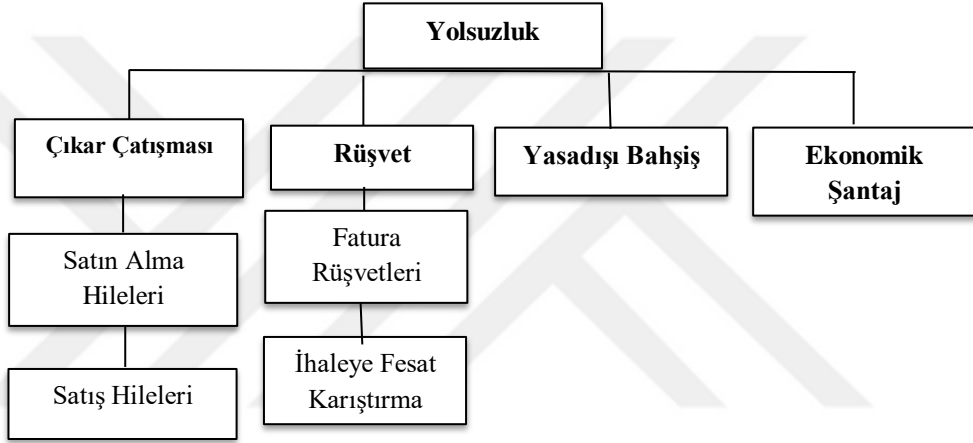 Yolsuzluk
Çıkar Çatışması
Rüşvet
Yasadışı Bahşiş
Ekonomik
Şantaj
Satın Alma
Hileleri
Fatura
Rüşvetleri
Satış Hileleri
İhaleye Fesat
Karıştırma